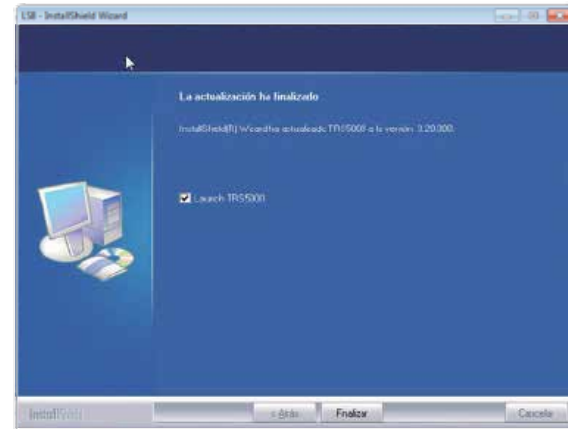 LSB - InstallShield Wizard
La actualización ha finalizado
InstallShield(R) Wizard ha actualizado TRS5000 a la versión: 3.20.000.
Launch TRS5000
InstallShield
< Atrás
Finalizar
Cancelar